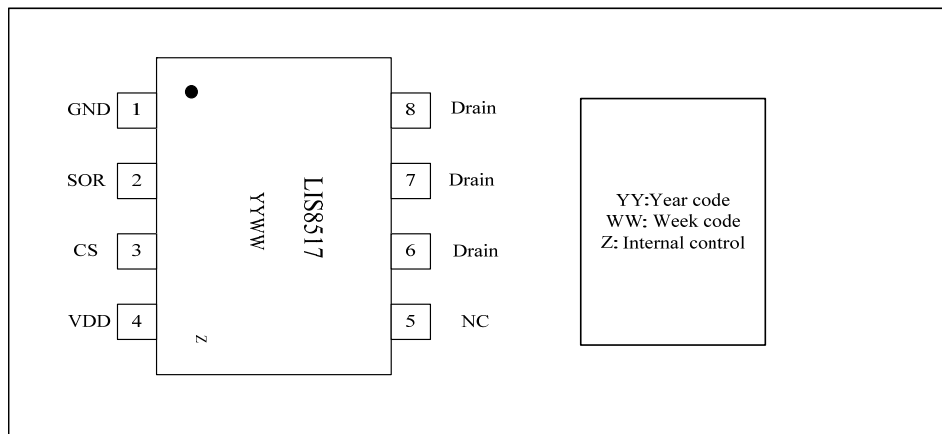 GND 1
SOR 2
CS 3
VDD 4
8 Drain
7 Drain
6 Drain
5 NC
LIS8517
YYWW
Z
YY:Year code
WW: Week code
Z: Internal control